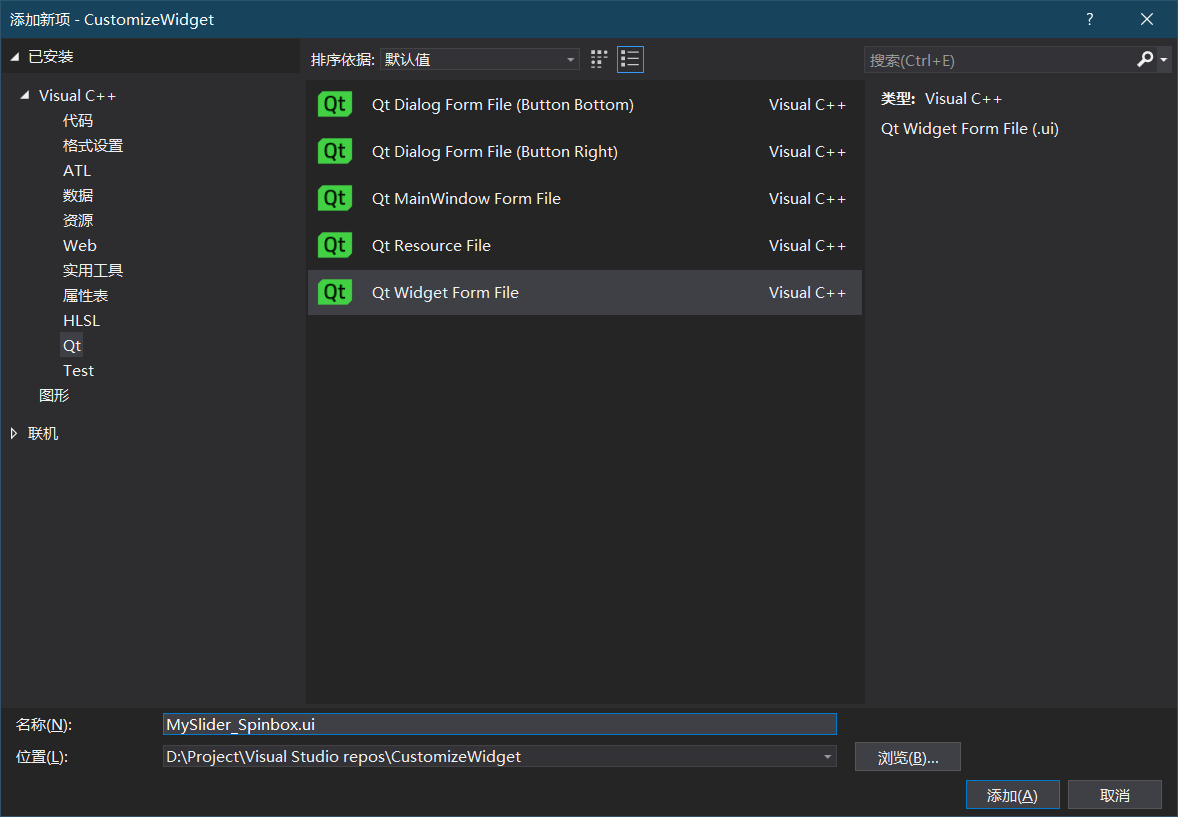 添加新项 - CustomizeWidget
?
已安装
排序依据: 默认值
搜索(Ctrl+E)
Visual C++
代码
格式设置
ATL
数据
资源
Web
实用工具
属性表
HLSL
Qt
Test
图形
联机
Qt Qt Dialog Form File (Button Bottom) Visual C++
Qt Qt Dialog Form File (Button Right) Visual C++
Qt Qt MainWindow Form File Visual C++
Qt Qt Resource File Visual C++
Qt Qt Widget Form File Visual C++
类型: Visual C++
Qt Widget Form File (.ui)
名称(N): MySlider_Spinbox.ui
位置(L): D:\Project\Visual Studio repos\CustomizeWidget
浏览(B)...
添加(A) 取消